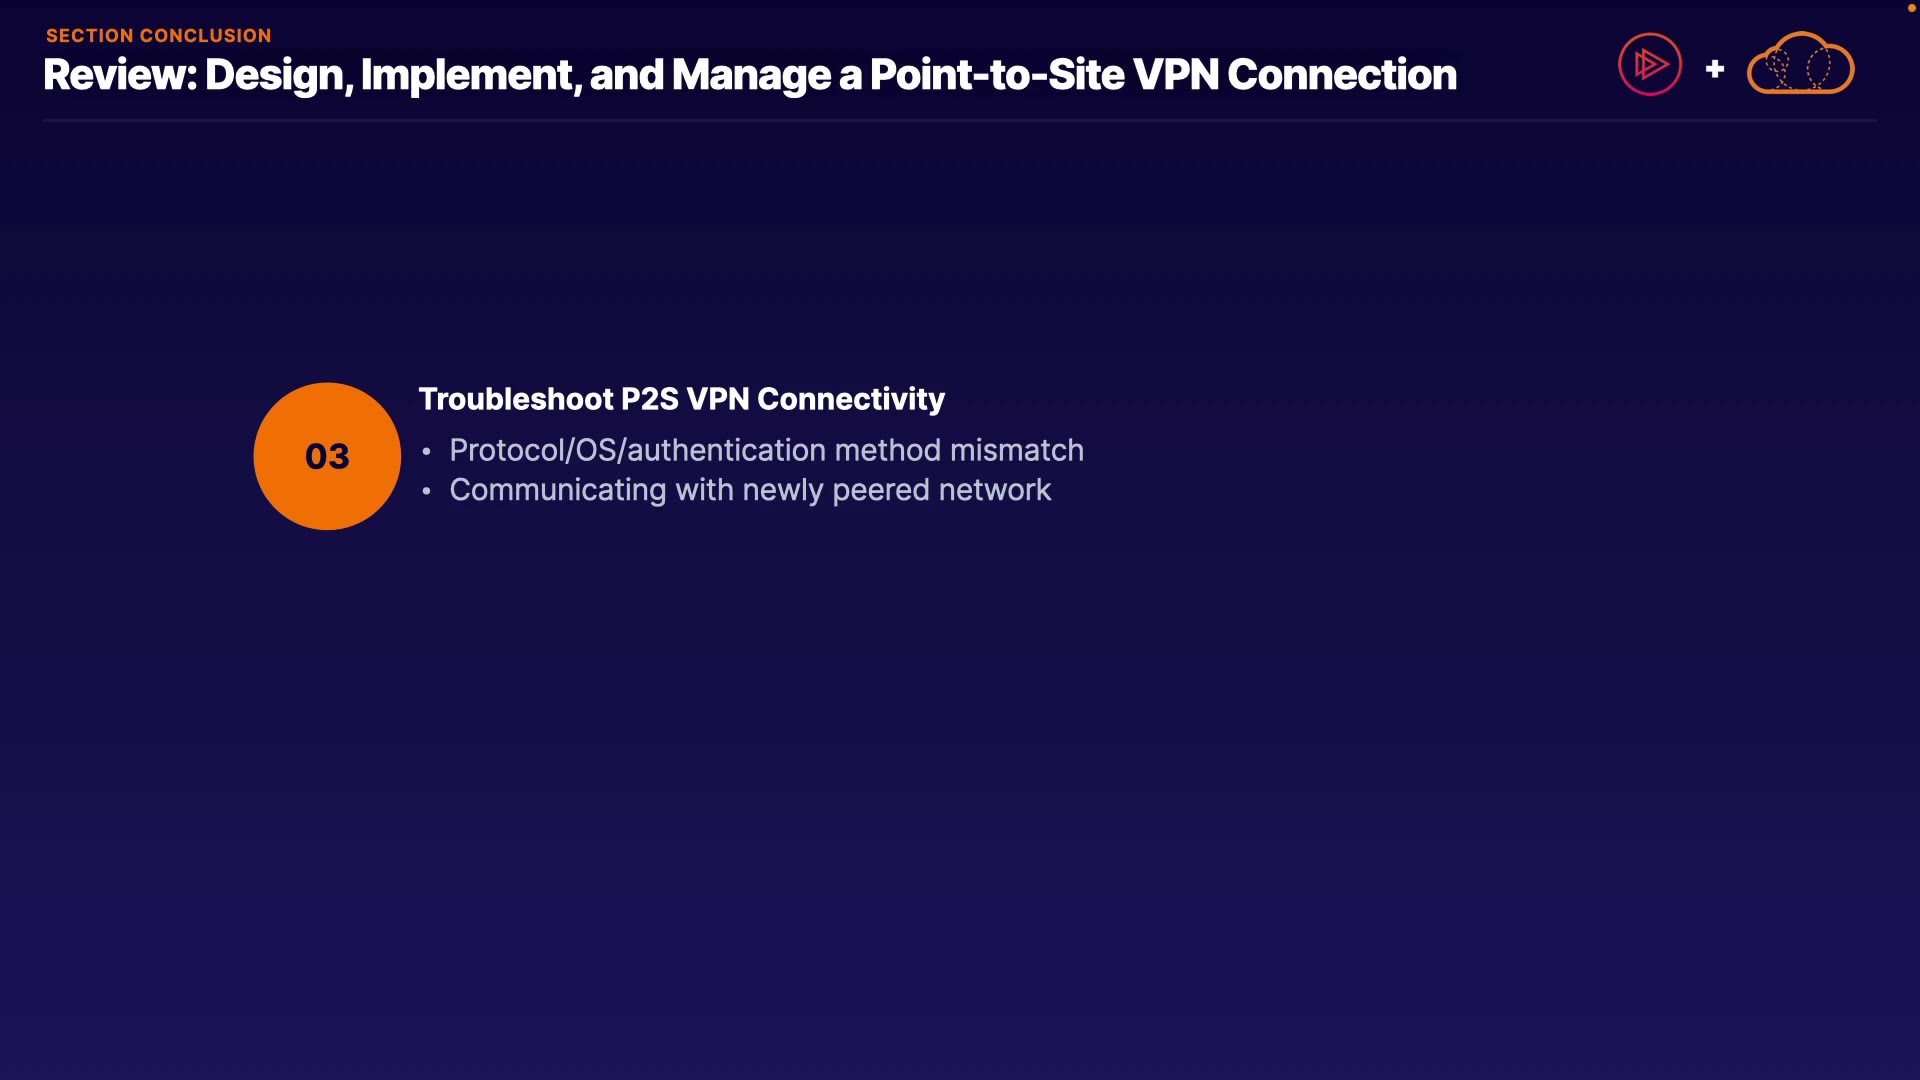 SECTION CONCLUSION
Review: Design, Implement, and Manage a Point-to-Site VPN Connection
+
03
Troubleshoot P2S VPN Connectivity
• Protocol/OS/authentication method mismatch
• Communicating with newly peered network